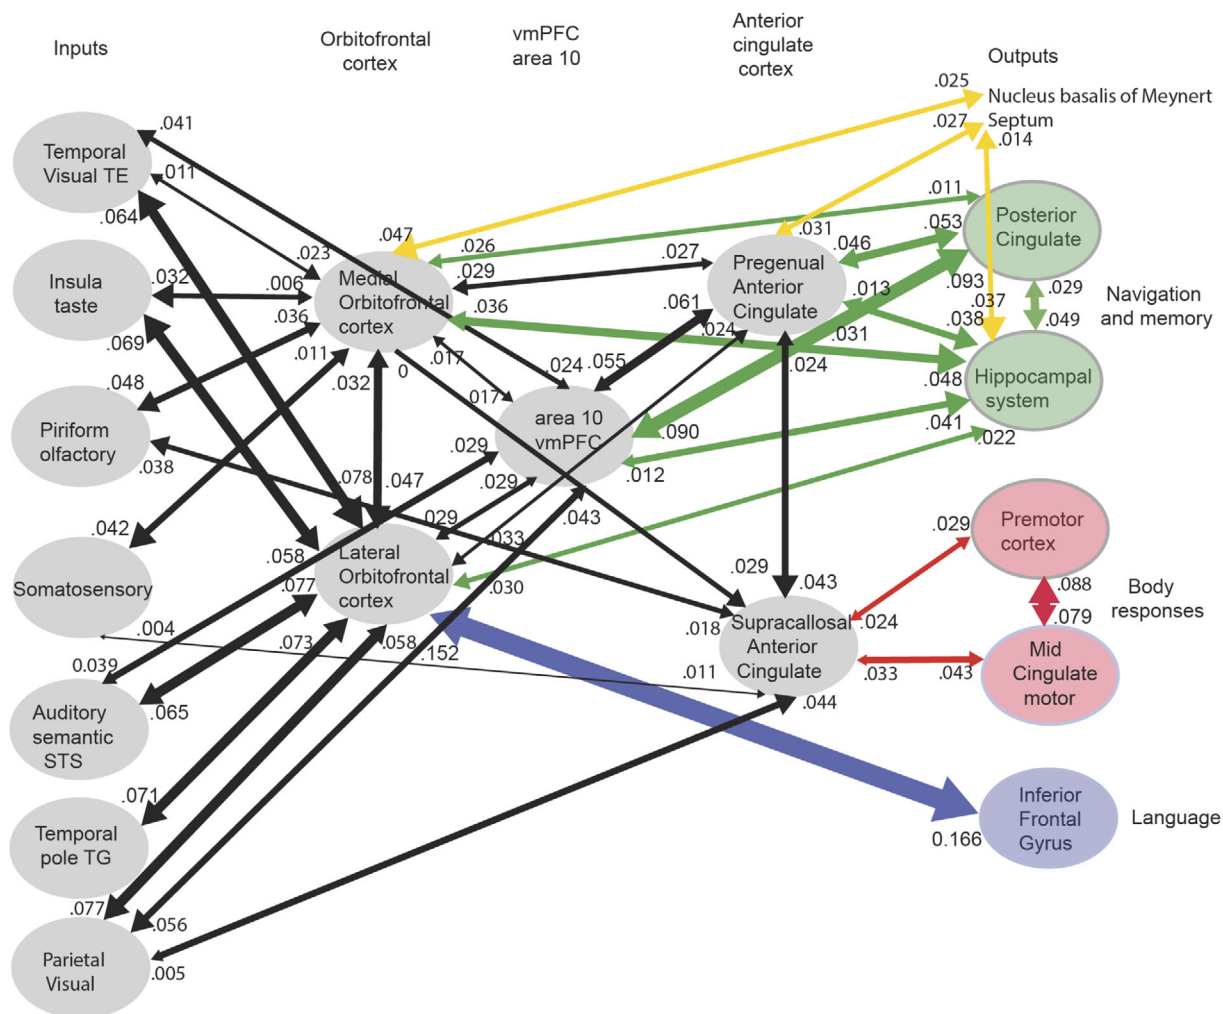 Inputs
Orbitofrontal
cortex
vmPFC
area 10
Anterior
cingulate
cortex
Outputs
.025
Nucleus basalis of Meynert
.027
Septum
.014
.041
Temporal
Visual TE
.011
.064
.011
Posterior
Cingulate
.053
.047
.026
.023
.031
.046
.027
.029
Medial
Orbitofrontal
cortex
Pregenual
Anterior
Cingulate
Insula
taste
.032
.006
.069
.036
.036
.011
.061
.024
.013
.031
.093
.037
.038
.029
.049
Navigation
and memory
.017
.032
0
.024
.055
.024
.048
Hippocampal
system
.048
017
Piriform
olfactory
.038
area 10
vmPFC
.029
.090
.041
.022
.012
.078
.047
.029
.043
.042
.029
.033
.029
Premotor
cortex
.058
Lateral
Orbitofrontal
cortex
.077
.030
.029
.043
.088
.079
Body
responses
Somatosensory
.004
.018
Supracallosal
Anterior
Cingulate
.024
.073
.058
.152
0.039
.011
.033
.043
.044
Mid
Cingulate
motor
Auditory
semantic
STS
.065
.071
Temporal
pole TG
Inferior
Frontal
Gyrus
Language
0.166
.077
.056
Parietal
Visual
.005